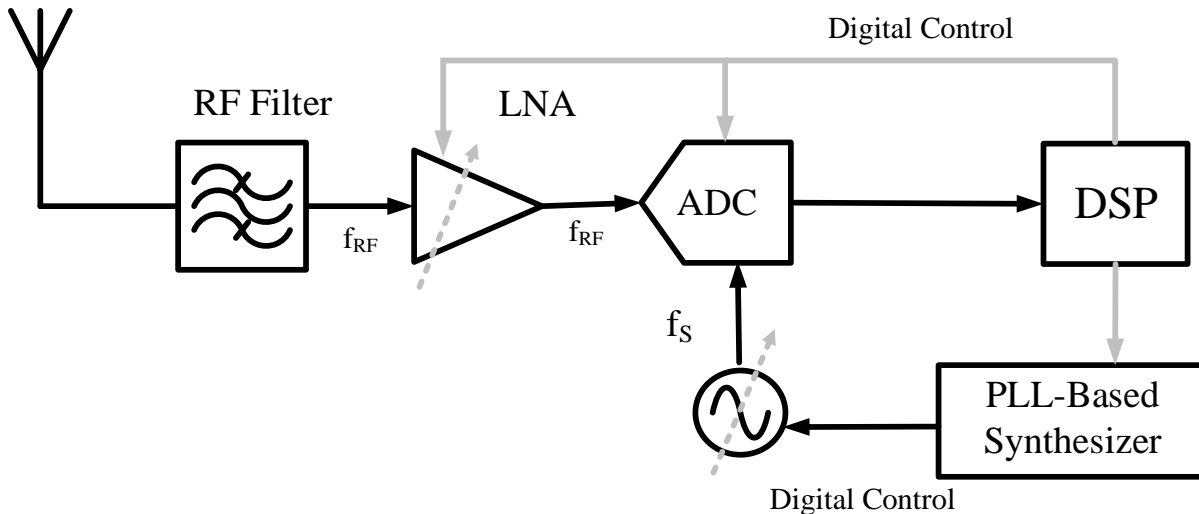 Digital Control
RF Filter
LNA
ADC
DSP
f_RF
f_RF
f_S
PLL-Based
Synthesizer
Digital Control